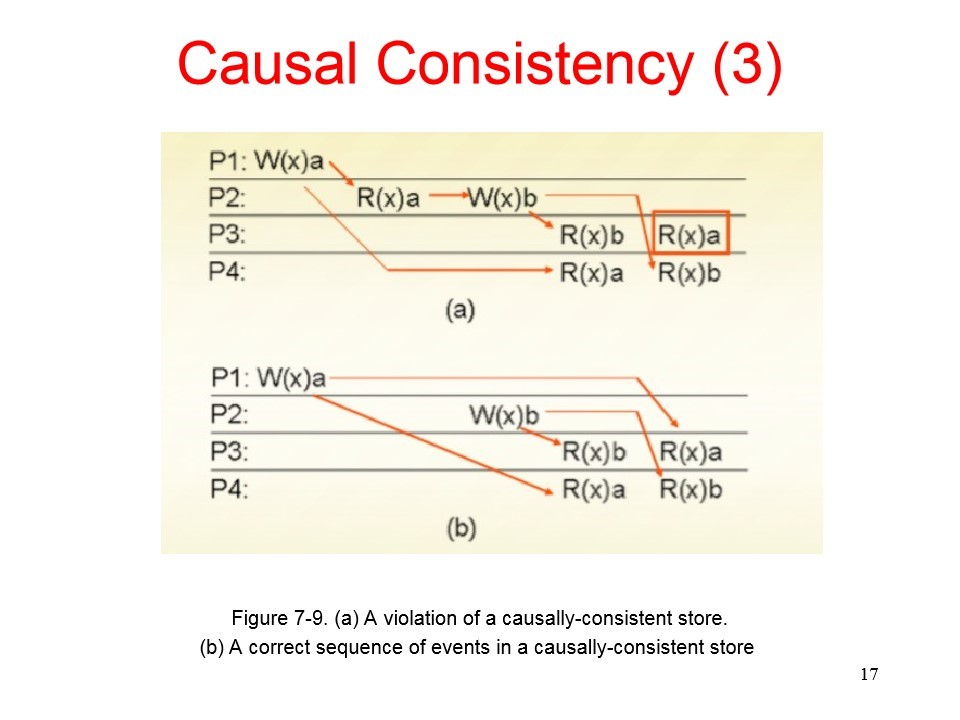 Causal Consistency (3)
P1: W(x)a
P2: R(x)a W(x)b
P3: R(x)b R(x)a
P4: R(x)a R(x)b
(a)
P1: W(x)a
P2: W(x)b
P3: R(x)b R(x)a
P4: R(x)a R(x)b
(b)
Figure 7-9. (a) A violation of a causally-consistent store.
(b) A correct sequence of events in a causally-consistent store
17